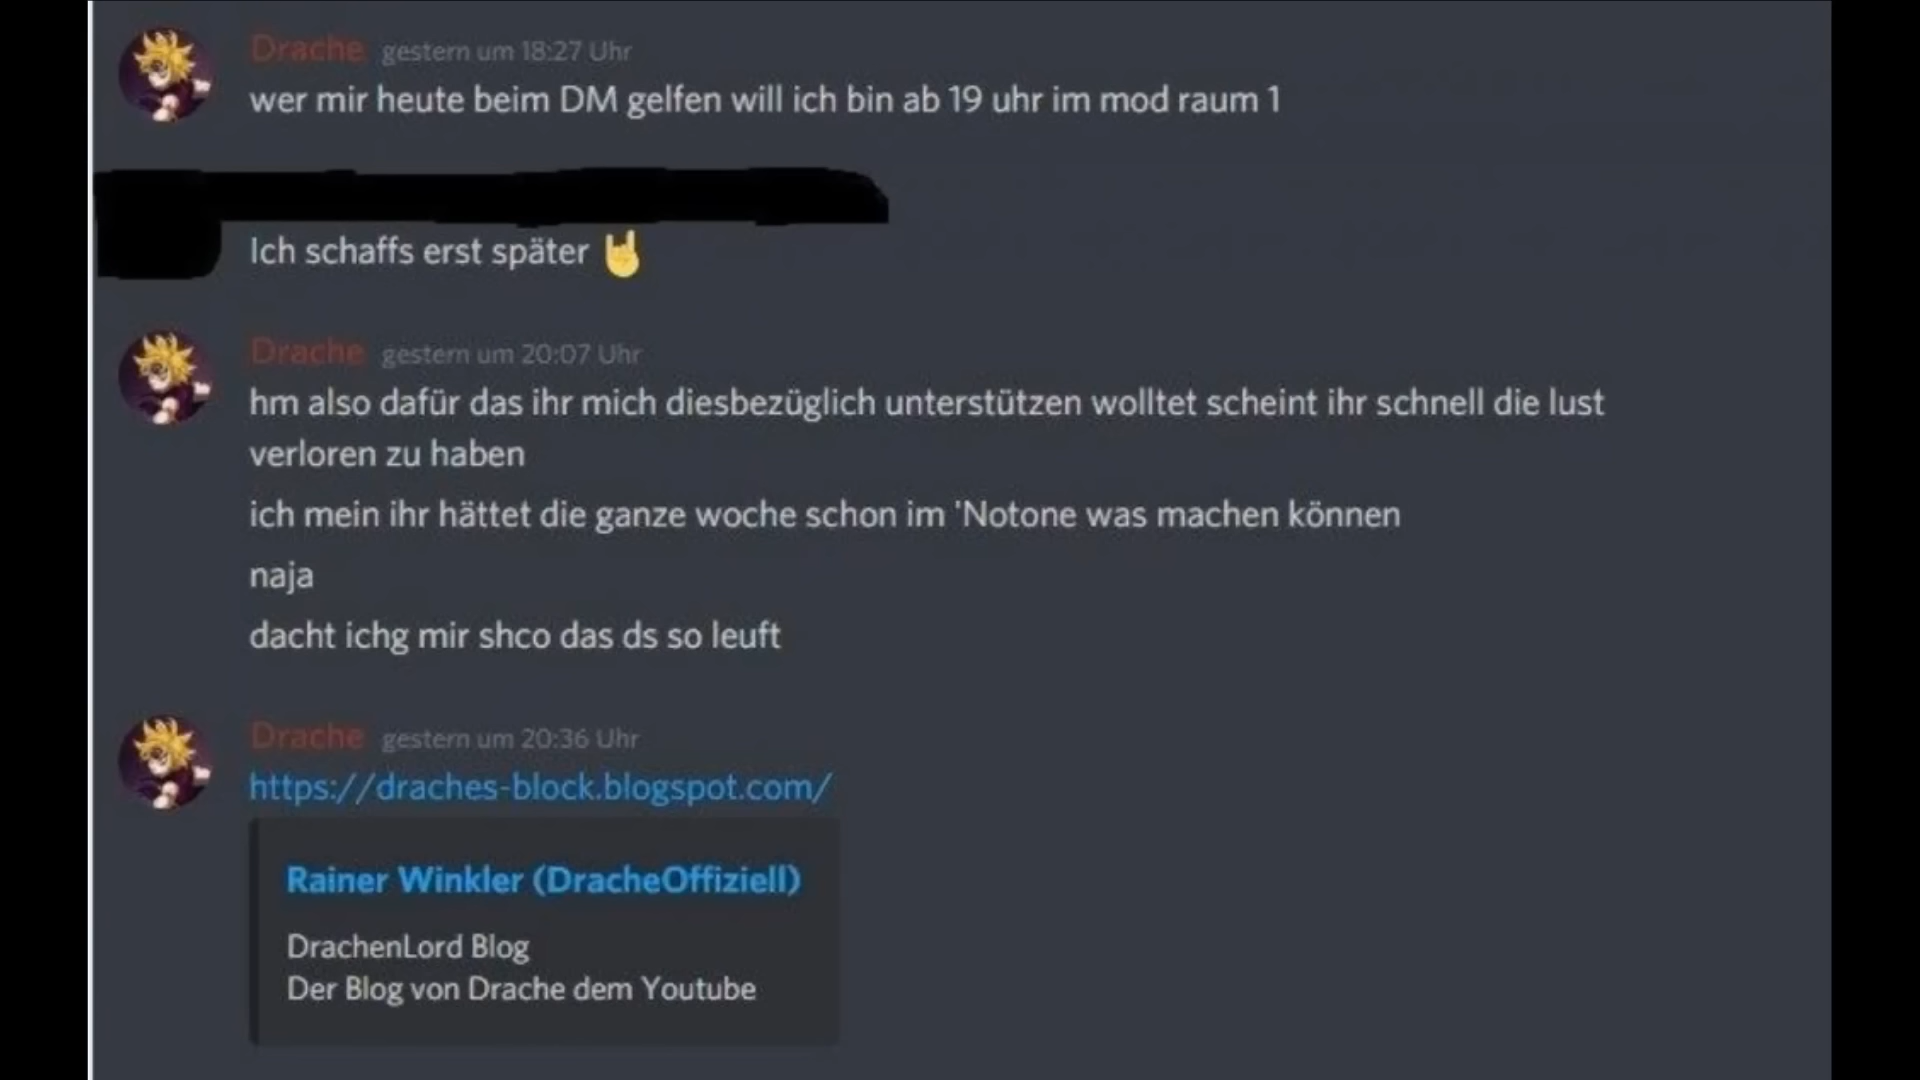 Drache gestern um 18:27 Uhr
wer mir heute beim DM gelfen will ich bin ab 19 uhr im mod raum 1
Ich schaffs erst später 🤘
Drache gestern um 20:07 Uhr
hm also dafür das ihr mich diesbezüglich unterstützen wolltet scheint ihr schnell die lust
verloren zu haben
ich mein ihr hättet die ganze woche schon im 'Notone was machen können
naja
dacht ichg mir shco das ds so leuft
Drache gestern um 20:36 Uhr
https://draches-block.blogspot.com/
Rainer Winkler (DracheOffiziell)
DrachenLord Blog
Der Blog von Drache dem Youtube